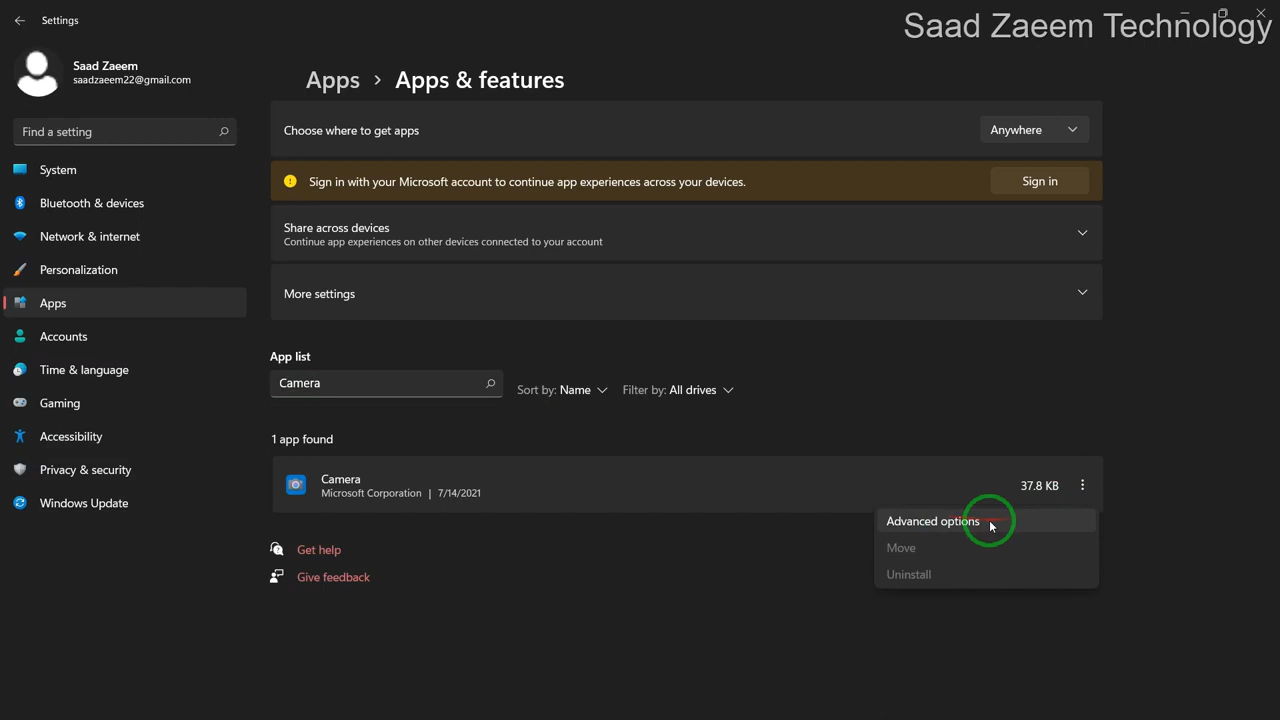 Settings
Saad Zaeem Technology
Saad Zaeem
saadzaeem22@gmail.com
Find a setting
System
Bluetooth & devices
Network & internet
Personalization
Apps
Accounts
Time & language
Gaming
Accessibility
Privacy & security
Windows Update
Apps > Apps & features
Choose where to get apps
Anywhere
Sign in with your Microsoft account to continue app experiences across your devices.
Sign in
Share across devices
Continue app experiences on other devices connected to your account
More settings
App list
Camera
Sort by: Name
Filter by: All drives
1 app found
Camera
Microsoft Corporation | 7/14/2021
37.8 KB
Advanced options
Move
Uninstall
Get help
Give feedback